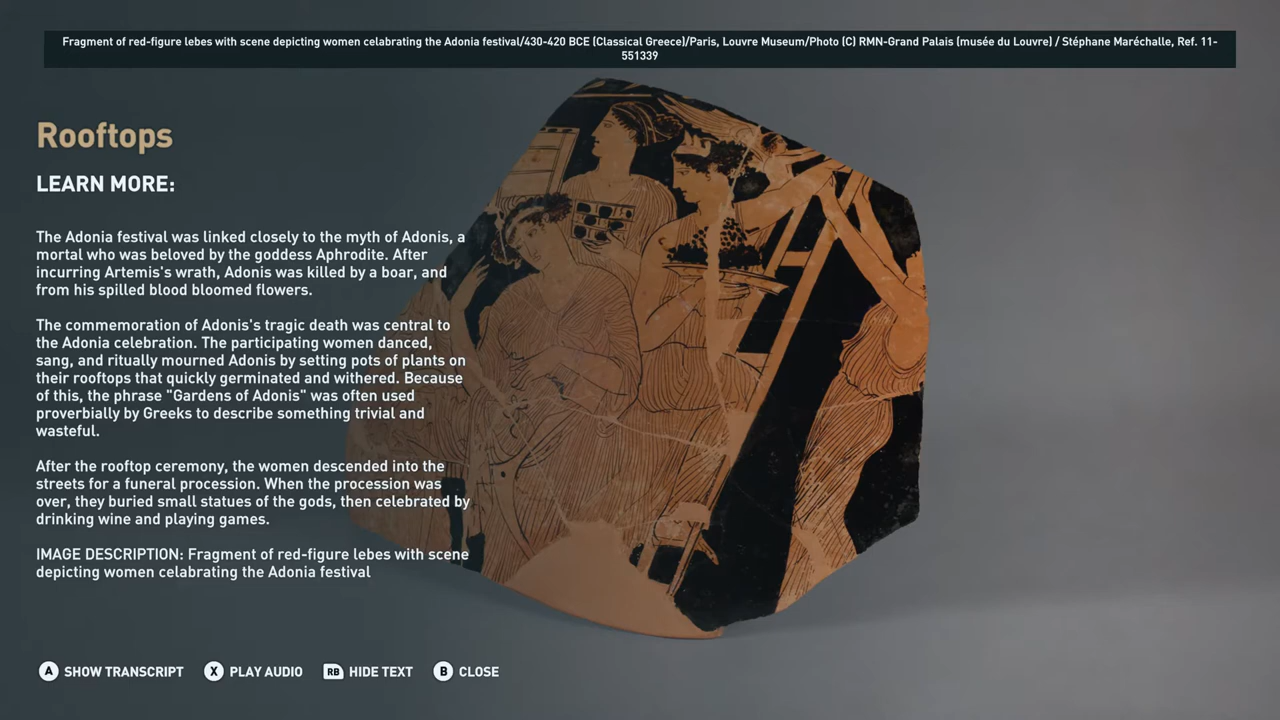 Fragment of red-figure lebes with scene depicting women celabrating the Adonia festival/430-420 BCE (Classical Greece)/Paris, Louvre Museum/Photo (C) RMN-Grand Palais (musée du Louvre) / Stéphane Maréchalle, Ref. 11-
551339
Rooftops
LEARN MORE:
The Adonia festival was linked closely to the myth of Adonis, a
mortal who was beloved by the goddess Aphrodite. After
incurring Artemis's wrath, Adonis was killed by a boar, and
from his spilled blood bloomed flowers.
The commemoration of Adonis's tragic death was central to
the Adonia celebration. The participating women danced,
sang, and ritually mourned Adonis by setting pots of plants on
their rooftops that quickly germinated and withered. Because
of this, the phrase "Gardens of Adonis" was often used
proverbially by Greeks to describe something trivial and
wasteful.
After the rooftop ceremony, the women descended into the
streets for a funeral procession. When the procession was
over, they buried small statues of the gods, then celebrated by
drinking wine and playing games.
IMAGE DESCRIPTION: Fragment of red-figure lebes with scene
depicting women celabrating the Adonia festival
A SHOW TRANSCRIPT X PLAY AUDIO RB HIDE TEXT B CLOSE